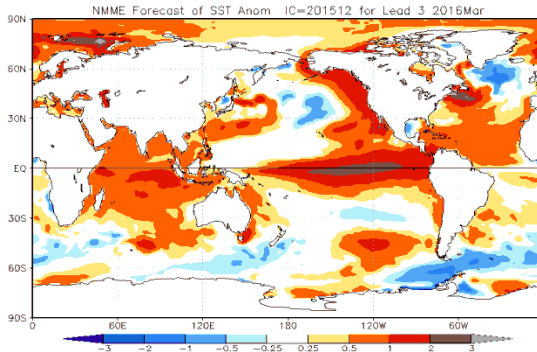 NMME Forecast of SST Anom IC=201512 for Lead 3 2016Mar
90N
60N
30N
EQ
30S
60S
90S
0 60E 120E 180 120W 60W
-3 -2 -1 -0.5 -0.25 0.25 0.5 1 2 3